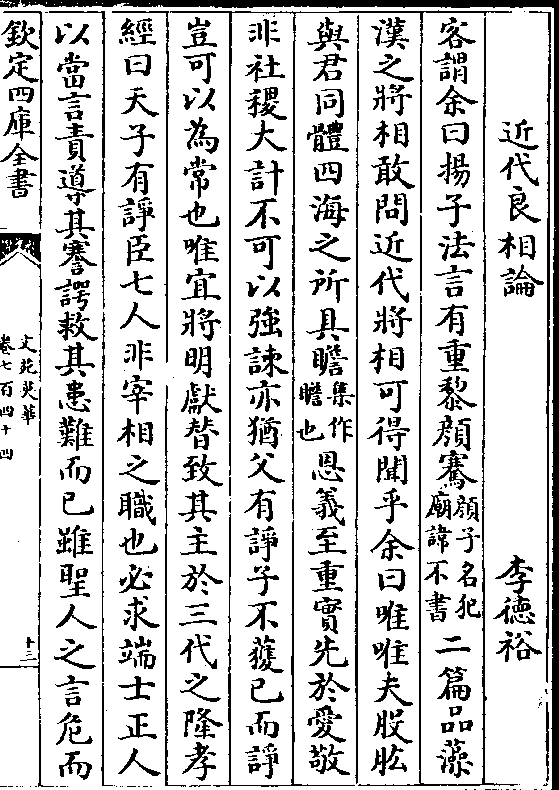 近代良相論　李德裕
客謂余曰揚子法言有重黎顔騫顔子名犯廟諱不書二篇品藻
漢之將相敢問近代將相可得聞乎余曰唯唯夫股肱
與君同體四海之所具瞻集作瞻也恩義至重實先於愛敬
非社稷大計不可以強諫亦猶父有諍子不獲已而諍
豈可以為常也唯宜將明獻替致其主於三代之隆孝
經曰天子有諍臣七人非宰相之職也必求端士正人
以當言責導其謇諤救其患難而已雖聖人之言危而
欽定四庫全書
文苑英華
卷七百四十四
十三